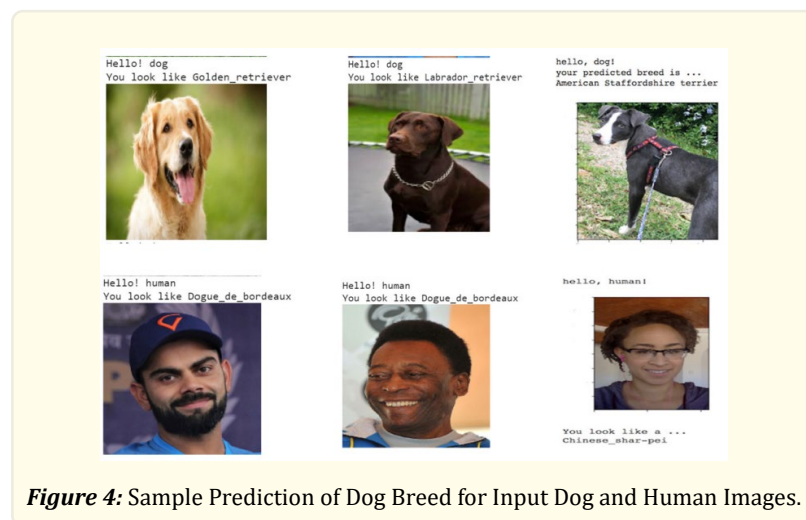 Hello! dog
You look like Golden_retriever
Hello! dog
You look like Labrador_retriever
hello, dog!
your predicted breed is ...
American Staffordshire terrier
Hello! human
You look like Dogue_de_bordeaux
Hello! human
You look like Dogue_de_bordeaux
hello, human!
You look like a ...
Chinese_shar-pei
Figure 4: Sample Prediction of Dog Breed for Input Dog and Human Images.